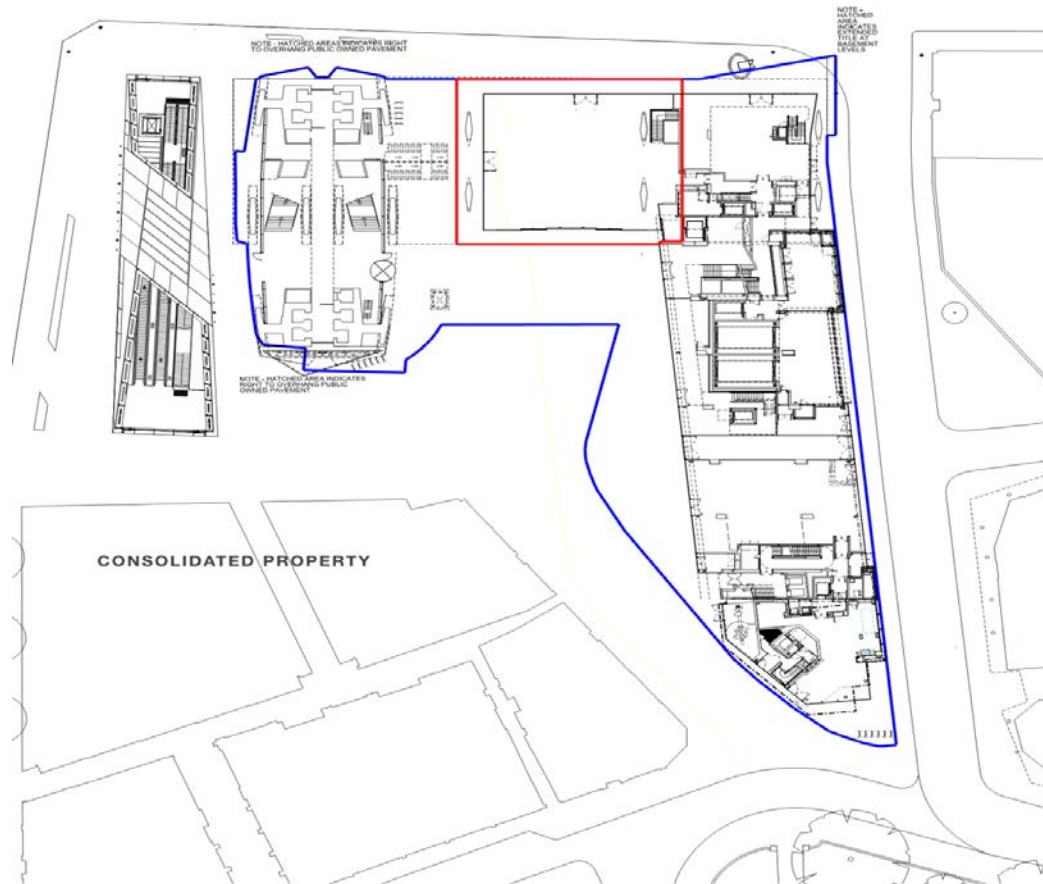 NOTE -
HATCHED
AREA
INDICATES
EXTENDED
TITLE AT
BASEMENT
LEVELS
NOTE - HATCHED AREAS INDICATES RIGHT
TO OVERHANG PUBLIC OWNED PAVEMENT
NOTE - HATCHED AREA INDICATES
RIGHT TO OVERHANG PUBLIC
OWNED PAVEMENT
CONSOLIDATED PROPERTY